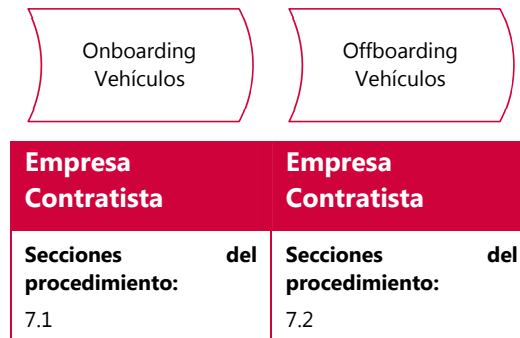 Onboarding
Vehículos
Offboarding
Vehículos
Empresa
Contratista
Empresa
Contratista
Secciones del
procedimiento:
7.1
Secciones del
procedimiento:
7.2